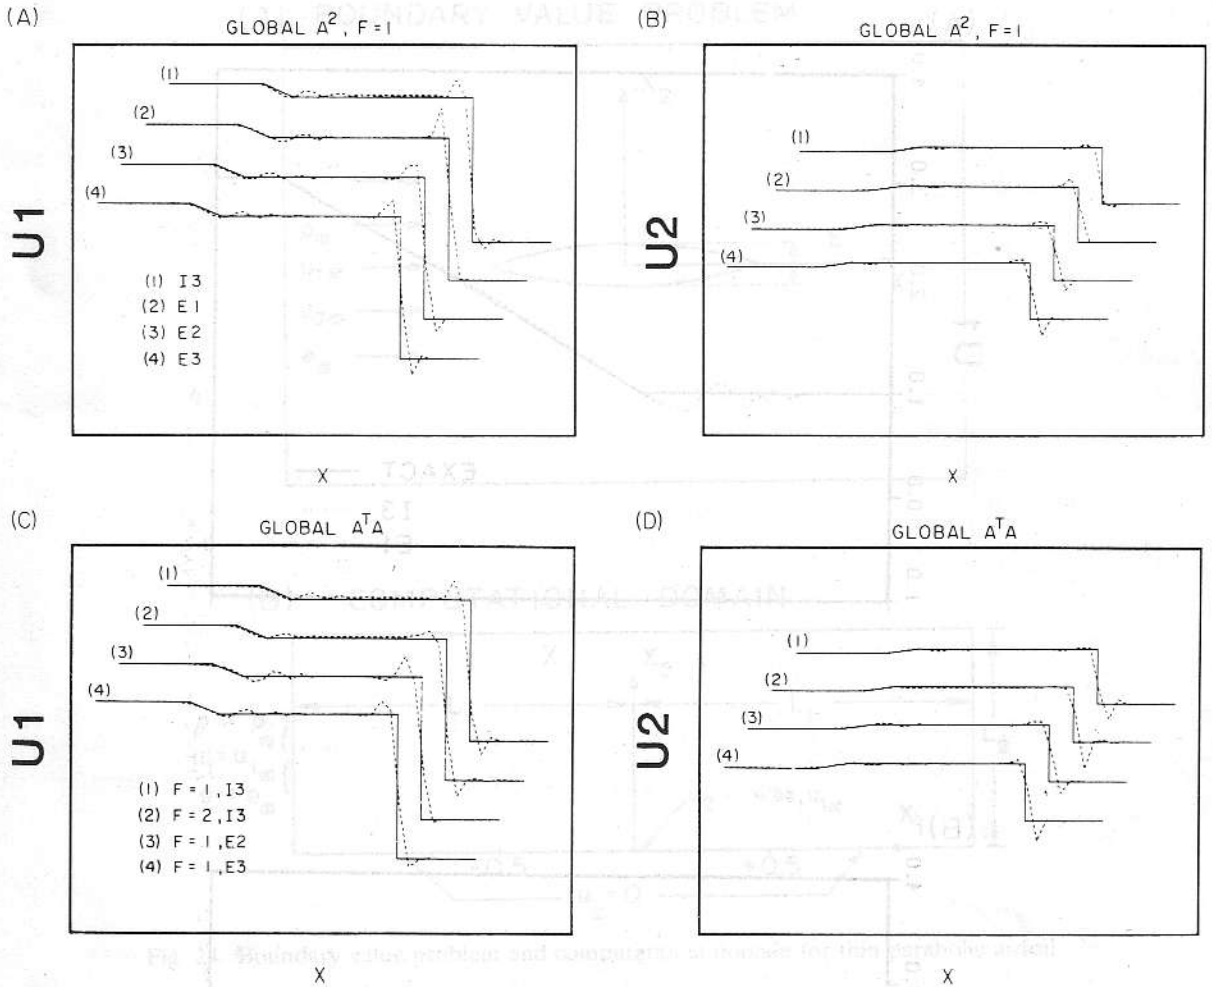 (A)
GLOBAL A², F=1
(1)
(2)
(3)
(4)
U1
(1) I3
(2) E1
(3) E2
(4) E3
X
(B)
GLOBAL A², F=1
(1)
(2)
(3)
(4)
U2
X
(C)
GLOBAL AᵀA
(1)
(2)
(3)
(4)
U1
(1) F=1, I3
(2) F=2, I3
(3) F=1, E2
(4) F=1, E3
X
(D)
GLOBAL AᵀA
(1)
(2)
(3)
(4)
U2
X